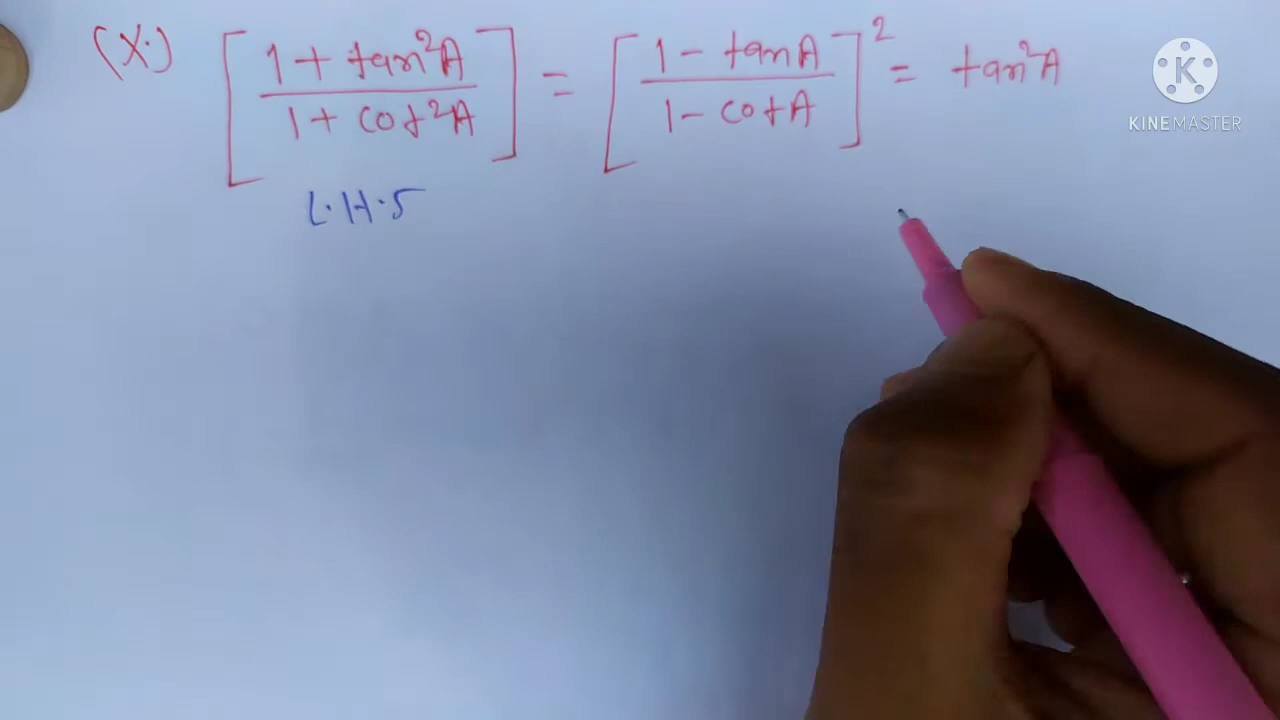 (X.) [1 + tan²A / 1 + cot²A] = [1 - tanA / 1 - cotA]² = tan²A
L.H.S
KINEMASTER